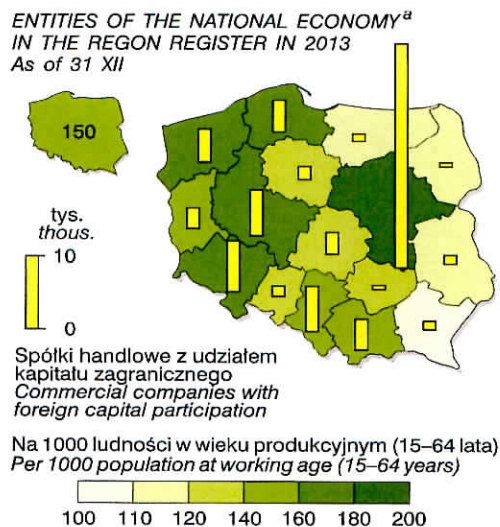 ENTITIES OF THE NATIONAL ECONOMYª
IN THE REGON REGISTER IN 2013
As of 31 XII
150
tys.
thous.
10
0
Spółki handlowe z udziałem
kapitału zagranicznego
Commercial companies with
foreign capital participation
Na 1000 ludności w wieku produkcyjnym (15–64 lata)
Per 1000 population at working age (15–64 years)
100 110 120 140 160 180 200